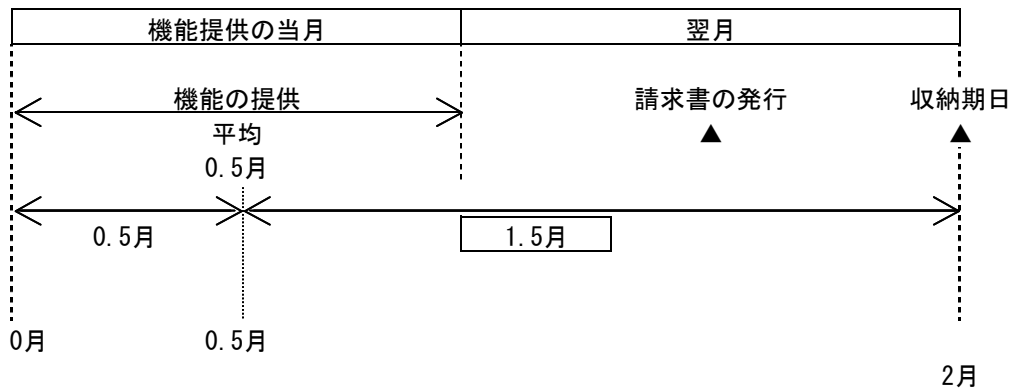 機能提供の当月 翌月
機能の提供 請求書の発行 収納期日
平均 ▲ ▲
0.5月
0.5月 1.5月
0月 0.5月
2月